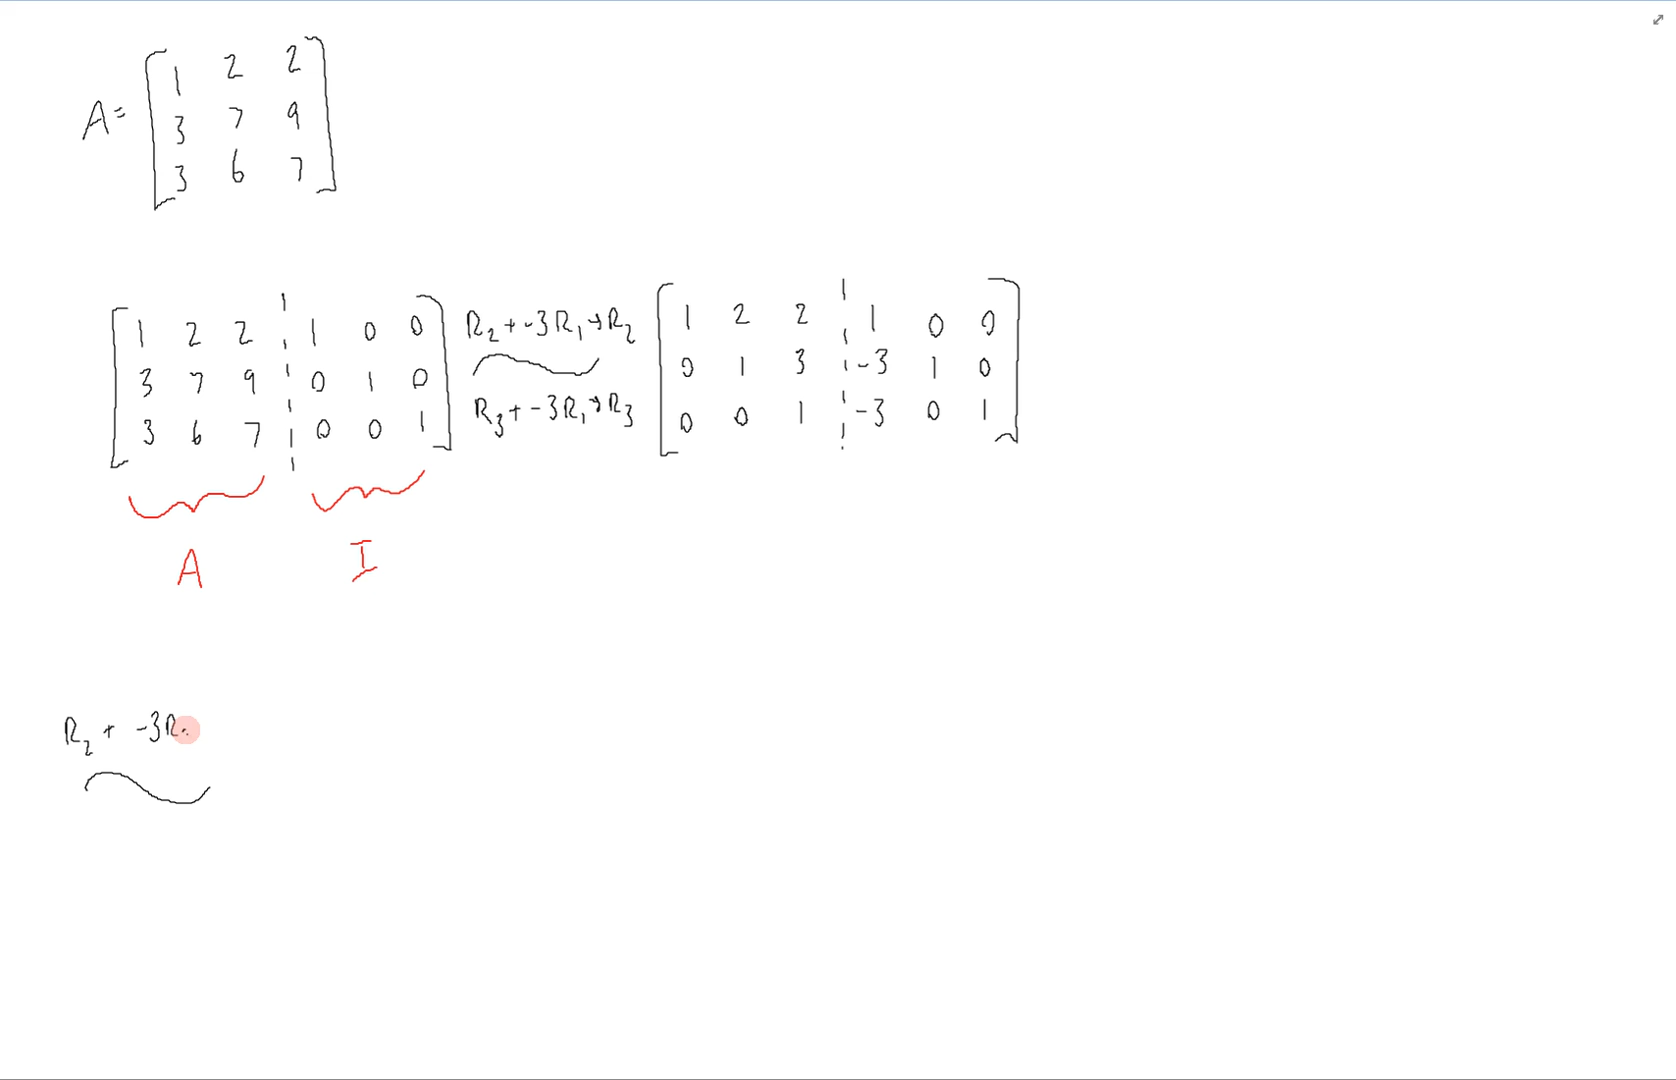 A= [ 1 2 2
3 7 9
3 6 7 ]
[ 1 2 2 | 1 0 0
3 7 9 | 0 1 0
3 6 7 | 0 0 1 ]
R₂ + -3R₁ → R₂
R₃ + -3R₁ → R₃
[ 1 2 2 | 1 0 0
0 1 3 | -3 1 0
0 0 1 | -3 0 1 ]
A I
R₂ + -3R